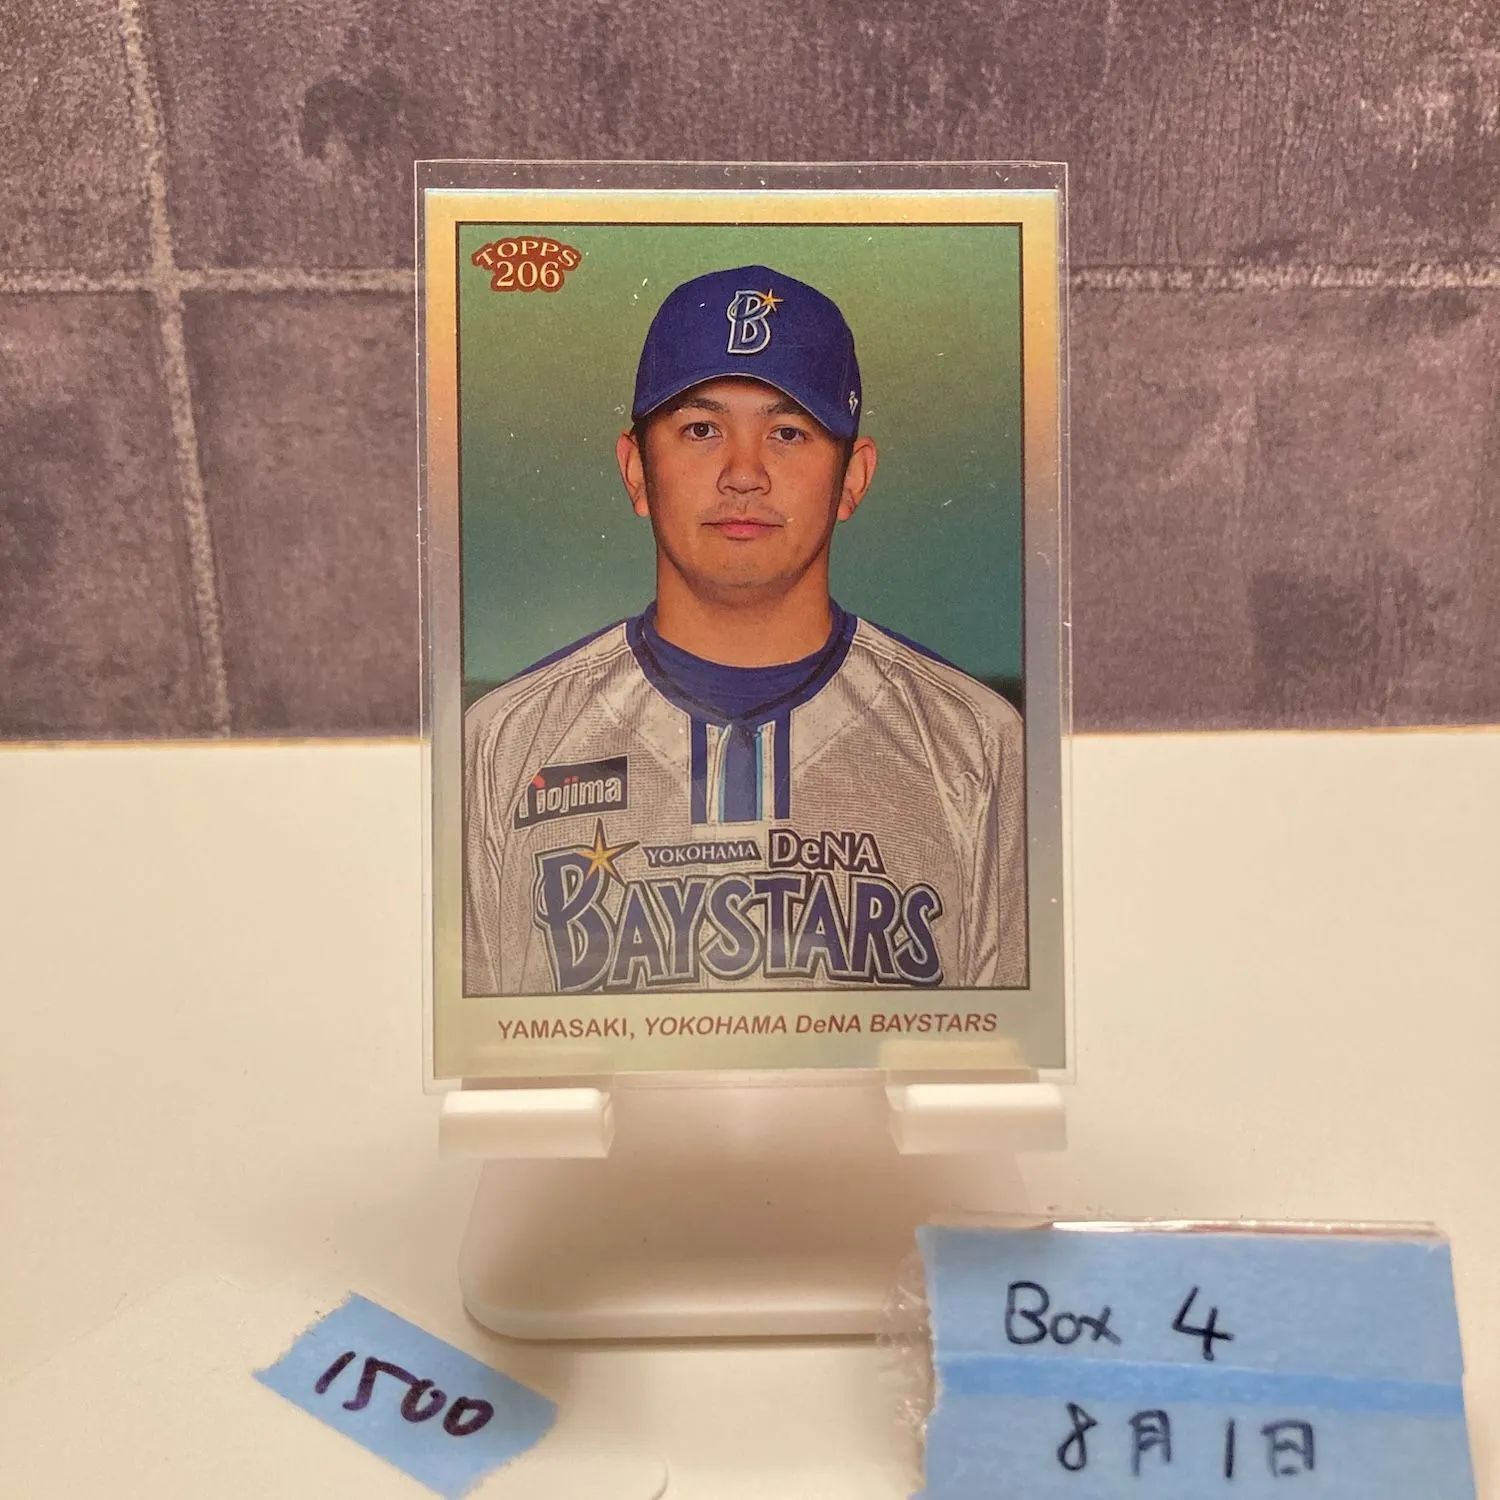 TOPPS
206
B
nojima
YOKOHAMA DeNA
BAYSTARS
YAMASAKI, YOKOHAMA DeNA BAYSTARS
1500
Box 4
8月1日